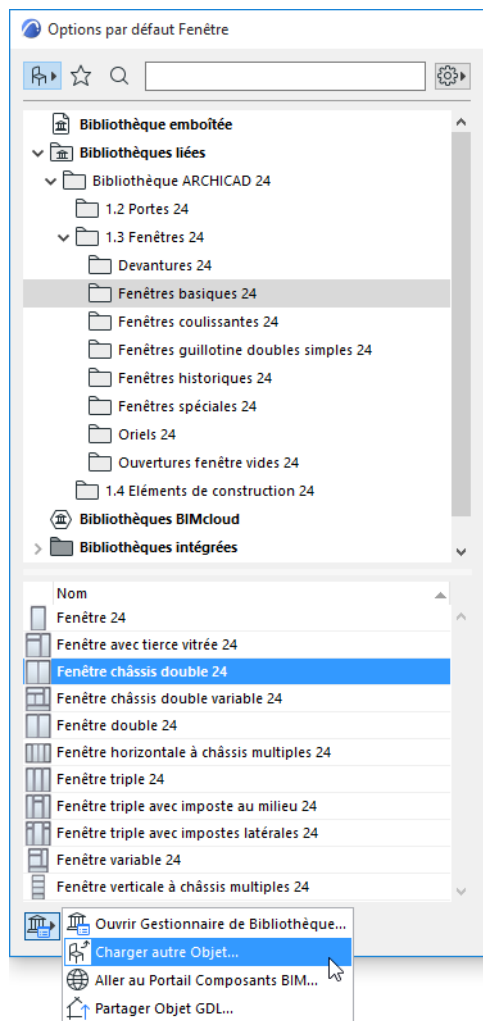 Options par défaut Fenêtre
Bibliothèque emboîtée
Bibliothèques liées
Bibliothèque ARCHICAD 24
1.2 Portes 24
1.3 Fenêtres 24
Devantures 24
Fenêtres basiques 24
Fenêtres coulissantes 24
Fenêtres guillotine doubles simples 24
Fenêtres historiques 24
Fenêtres spéciales 24
Oriels 24
Ouvertures fenêtre vides 24
1.4 Eléments de construction 24
Bibliothèques BIMcloud
Bibliothèques intégrées
Nom
Fenêtre 24
Fenêtre avec tierce vitrée 24
Fenêtre châssis double 24
Fenêtre châssis double variable 24
Fenêtre double 24
Fenêtre horizontale à châssis multiples 24
Fenêtre triple 24
Fenêtre triple avec imposte au milieu 24
Fenêtre triple avec impostes latérales 24
Fenêtre variable 24
Fenêtre verticale à châssis multiples 24
Ouvrir Gestionnaire de Bibliothèque...
Charger autre Objet...
Aller au Portail Composants BIM...
Partager Objet GDL...